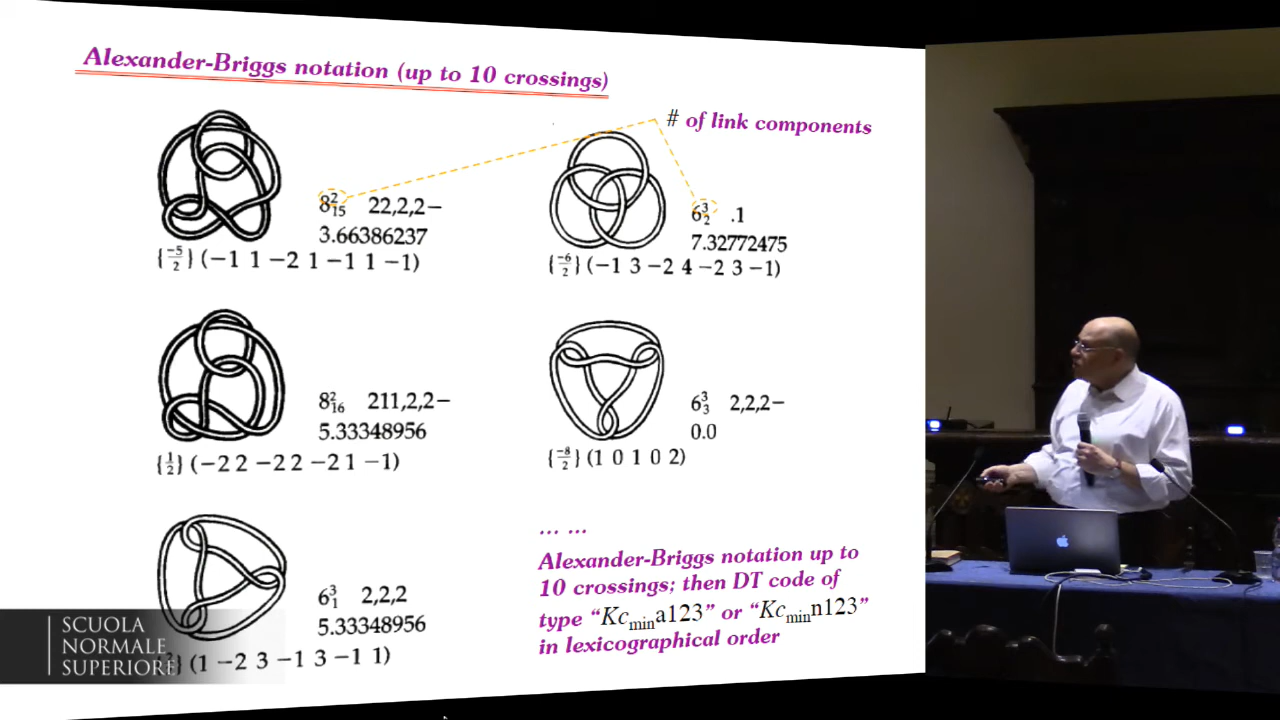 Alexander-Briggs notation (up to 10 crossings)
# of link components
8²₁₅ 22,2,2−
3.66386237
{−5/2} (−1 1 −2 1 −1 1 −1)
6³₂ .1
7.32772475
{−6/2} (−1 3 −2 4 −2 3 −1)
8²₁₆ 211,2,2−
5.33348956
{1/2} (−2 2 −2 2 −2 1 −1)
6³₃ 2,2,2−
0.0
{−8/2} (1 0 1 0 2)
6³₁ 2,2,2
5.33348956
} (1 −2 3 −1 3 −1 1)
... ...
Alexander-Briggs notation up to
10 crossings; then DT code of
type “Kc_min a123” or “Kc_min n123”
in lexicographical order
SCUOLA
NORMALE
SUPERIORE